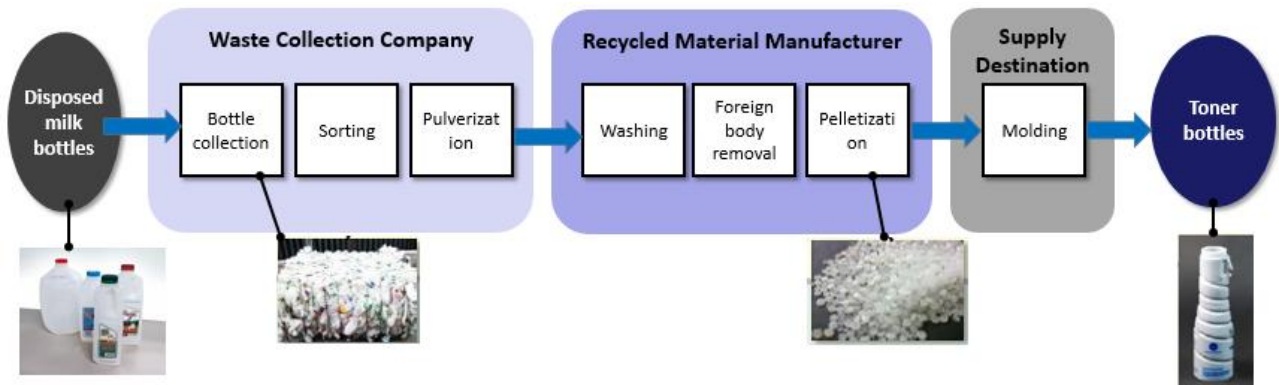 Waste Collection Company
Recycled Material Manufacturer
Supply
Destination
Disposed
milk
bottles
Bottle
collection
Sorting
Pulverizat
ion
Washing
Foreign
body
removal
Pelletizati
on
Molding
Toner
bottles